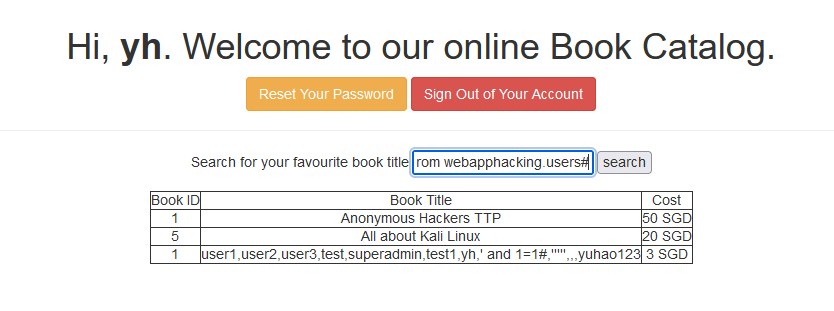 Hi, yh. Welcome to our online Book Catalog.
Reset Your Password Sign Out of Your Account
Search for your favourite book title rom webapphacking.users# search
Book ID Book Title Cost
1 Anonymous Hackers TTP 50 SGD
5 All about Kali Linux 20 SGD
1 user1,user2,user3,test,superadmin,test1,yh,' and 1=1#,""",,,yuhao123 3 SGD